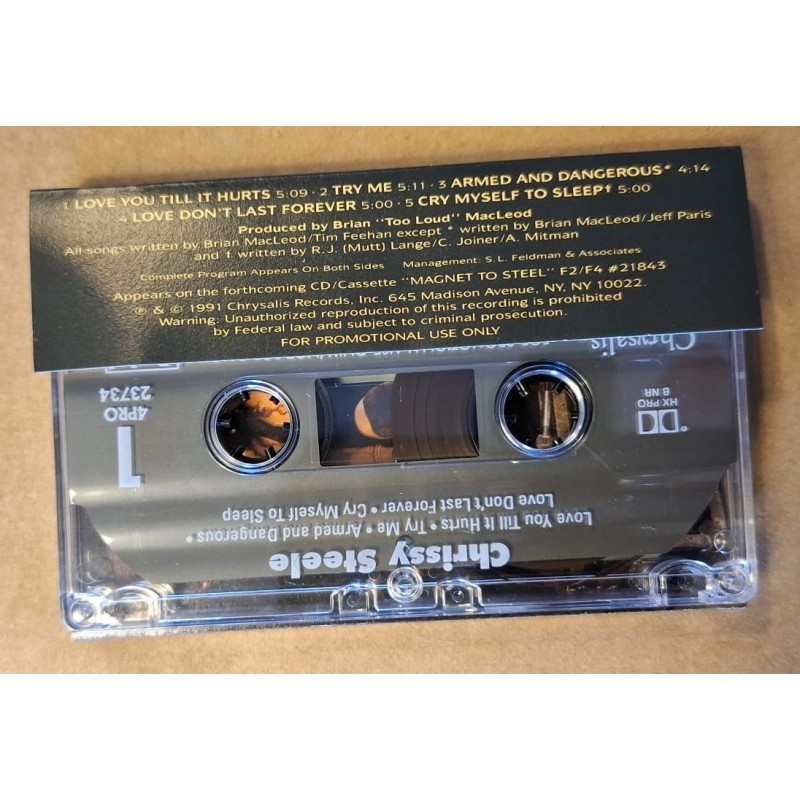 1 LOVE YOU TILL IT HURTS 5:09 · 2 TRY ME 5:11 · 3 ARMED AND DANGEROUS* 4:14
4 LOVE DON'T LAST FOREVER 5:00 · 5 CRY MYSELF TO SLEEP† 5:00
Produced by Brian "Too Loud" MacLeod
All songs written by Brian MacLeod/Tim Feehan except * written by Brian MacLeod/Jeff Paris
and † written by R.J. (Mutt) Lange/C. Joiner/A. Mitman
Complete Program Appears On Both Sides Management: S.L. Feldman & Associates
Appears on the forthcoming CD/Cassette "MAGNET TO STEEL" F2/F4 #21843
℗ & © 1991 Chrysalis Records, Inc. 645 Madison Avenue, NY, NY 10022.
Warning: Unauthorized reproduction of this recording is prohibited
by Federal law and subject to criminal prosecution.
FOR PROMOTIONAL USE ONLY
Chrissy Steele
Love You Till It Hurts • Try Me • Armed and Dangerous •
Love Don't Last Forever • Cry Myself To Sleep
1
4PRO
23734
HX PRO
B NR
Chrysalis